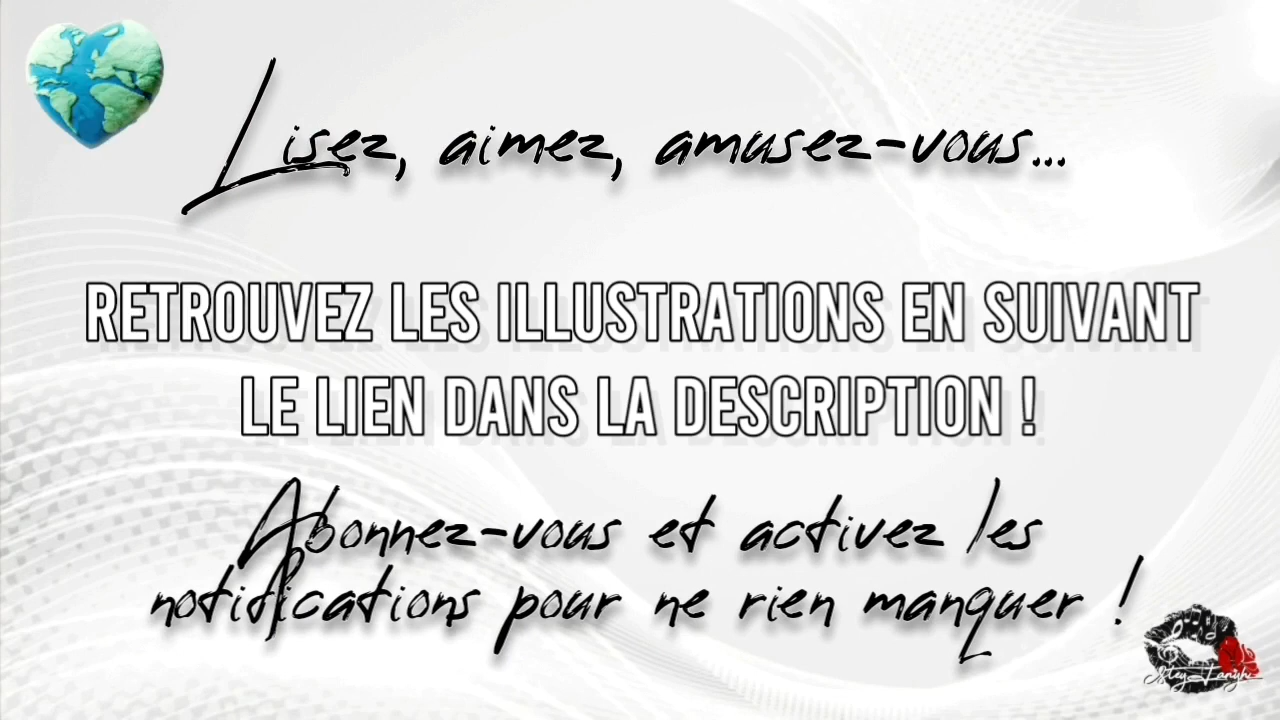 Lisez, aimez, amusez-vous...
RETROUVEZ LES ILLUSTRATIONS EN SUIVANT
LE LIEN DANS LA DESCRIPTION !
Abonnez-vous et activez les
notifications pour ne rien manquer !